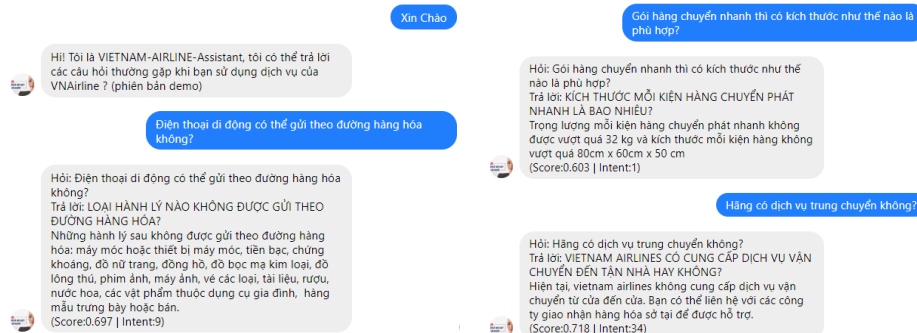 Xin Chào
Hi! Tôi là VIETNAM-AIRLINE-Assistant, tôi có thể trả lời
các câu hỏi thường gặp khi bạn sử dụng dịch vụ của
VNAirline ? (phiên bản demo)
Điện thoại di động có thể gửi theo đường hàng hóa
không?
Hỏi: Điện thoại di động có thể gửi theo đường hàng hóa
không?
Trả lời: LOẠI HÀNH LÝ NÀO KHÔNG ĐƯỢC GỬI THEO
ĐƯỜNG HÀNG HÓA?
Những hành lý sau không được gửi theo đường hàng
hóa: máy móc hoặc thiết bị máy móc, tiền bạc, chứng
khoáng, đồ nữ trang, đồng hồ, đồ bọc mạ kim loại, đồ
lông thú, phim ảnh, máy ảnh, vé các loại, tài liệu, rượu,
nước hoa, các vật phẩm thuộc dụng cụ gia đình, hàng
mẫu trưng bày hoặc bán.
(Score:0.697 | Intent:9)
Gói hàng chuyển nhanh thì có kích thước như thế nào là
phù hợp?
Hỏi: Gói hàng chuyển nhanh thì có kích thước như thế
nào là phù hợp?
Trả lời: KÍCH THƯỚC MỖI KIỆN HÀNG CHUYỂN PHÁT
NHANH LÀ BAO NHIÊU?
Trọng lượng mỗi kiện hàng chuyển phát nhanh không
được vượt quá 32 kg và kích thước mỗi kiện hàng không
vượt quá 80cm x 60cm x 50 cm
(Score:0.603 | Intent:1)
Hãng có dịch vụ trung chuyển không?
Hỏi: Hãng có dịch vụ trung chuyển không?
Trả lời: VIETNAM AIRLINES CÓ CUNG CẤP DỊCH VỤ VẬN
CHUYỂN ĐẾN TẬN NHÀ HAY KHÔNG?
Hiện tại, vietnam airlines không cung cấp dịch vụ vận
chuyển từ cửa đến cửa. Bạn có thể liên hệ với các công
ty giao nhận hàng hóa sở tại để được hỗ trợ.
(Score:0.718 | Intent:34)